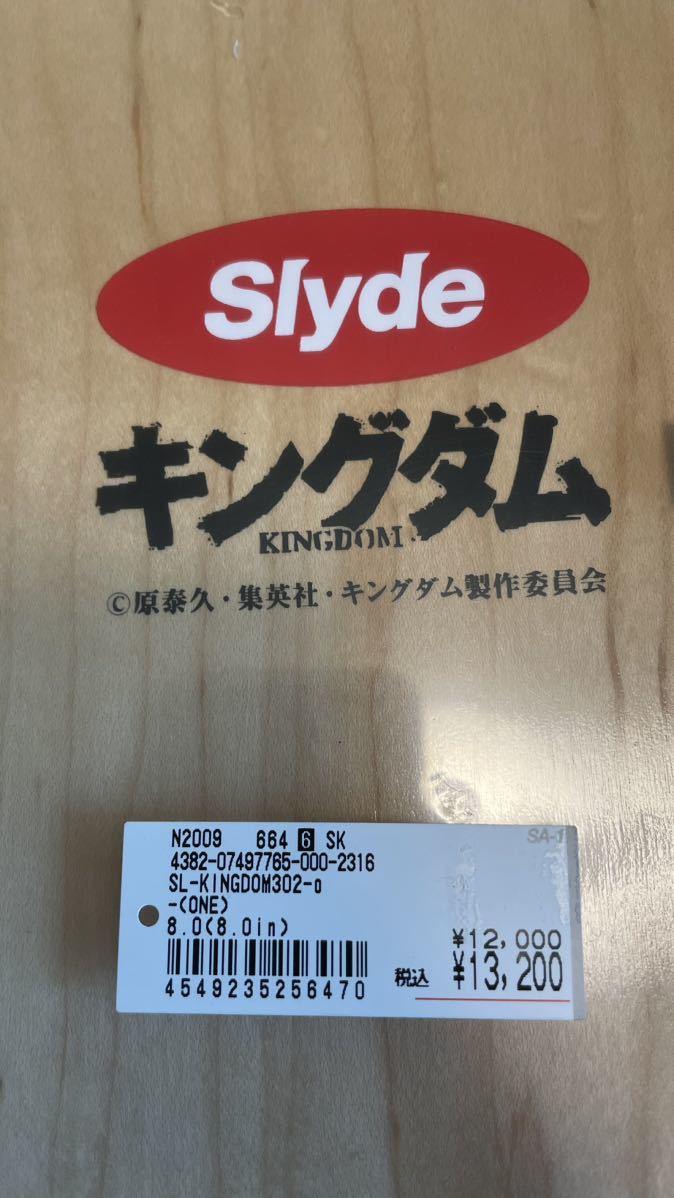 Slyde
キングダム
KINGDOM
©原泰久・集英社・キングダム製作委員会
N2009 664 6 SK
SA-1
4382-07497765-000-2316
SL-KINGDOM302-o
-(ONE)
8.0(8.0in)
¥12,000
税込 ¥13,200
4549235256470